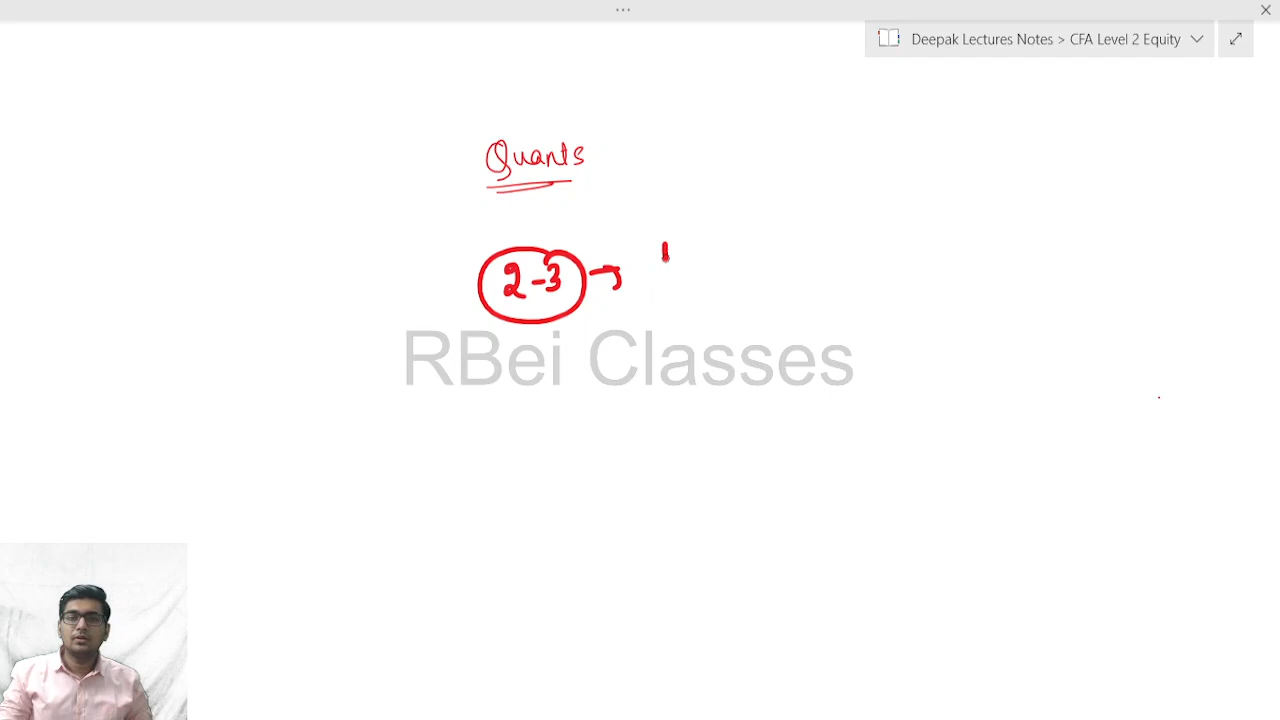 Deepak Lectures Notes > CFA Level 2 Equity
Quants
2-3 →
RBei Classes